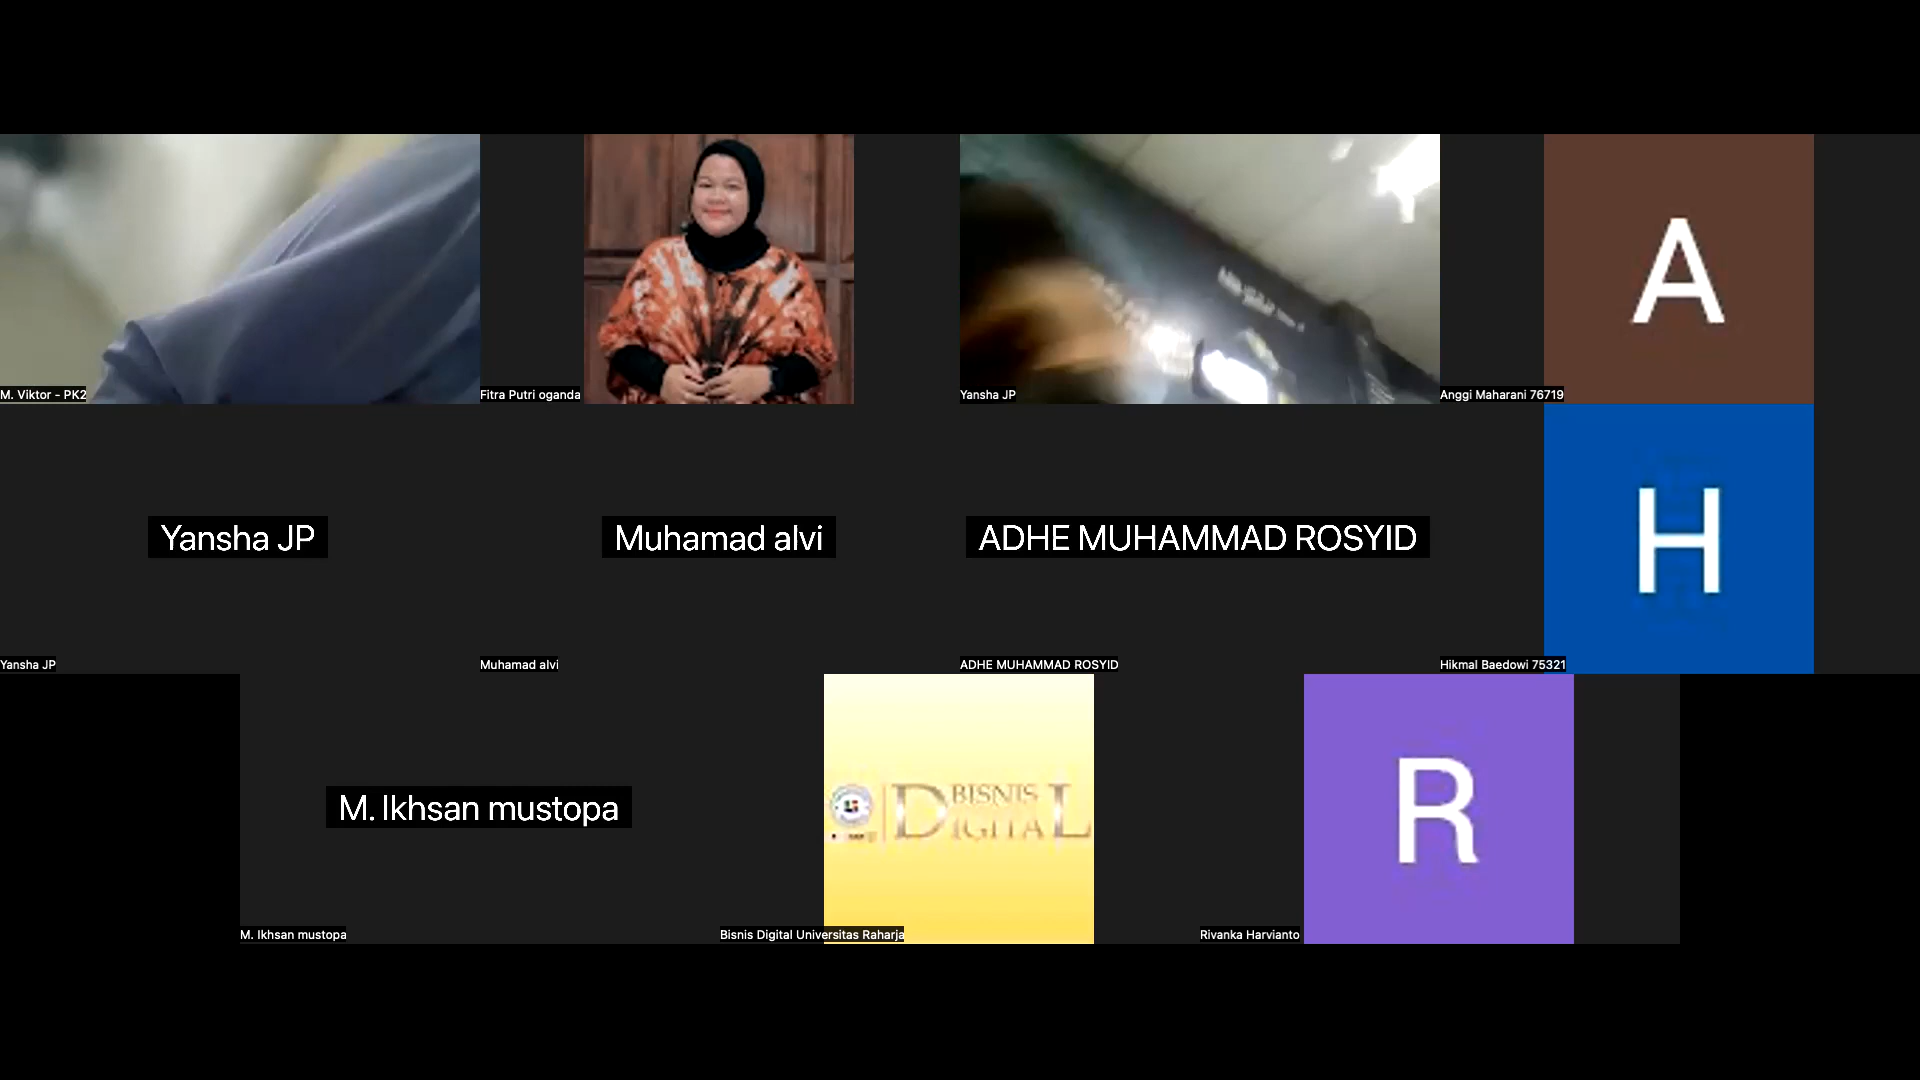 M. Viktor - PK2
Fitra Putri oganda
Yansha JP
Anggi Maharani 76719
A
Yansha JP
Muhamad alvi
ADHE MUHAMMAD ROSYID
H
Yansha JP
Muhamad alvi
ADHE MUHAMMAD ROSYID
Hikmal Baedowi 75321
M. Ikhsan mustopa
BISNIS
DIGITAL
R
M. Ikhsan mustopa
Bisnis Digital Universitas Raharja
Rivanka Harvianto